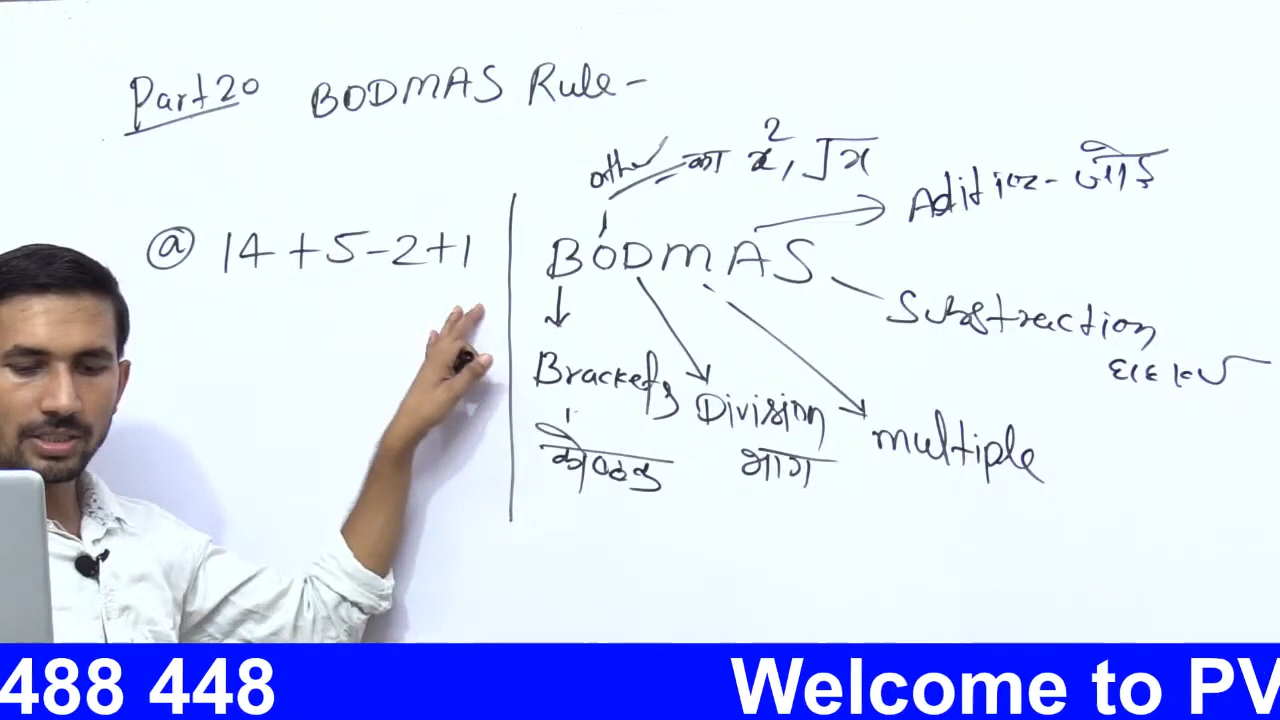 Part 20 BODMAS Rule -
@ 14 + 5 - 2 + 1
other का x², √x
BODMAS
Adition - जोड़
Substraction
Brackets
कोष्ठक
Division
भाग
multiple
488 448
Welcome to PV